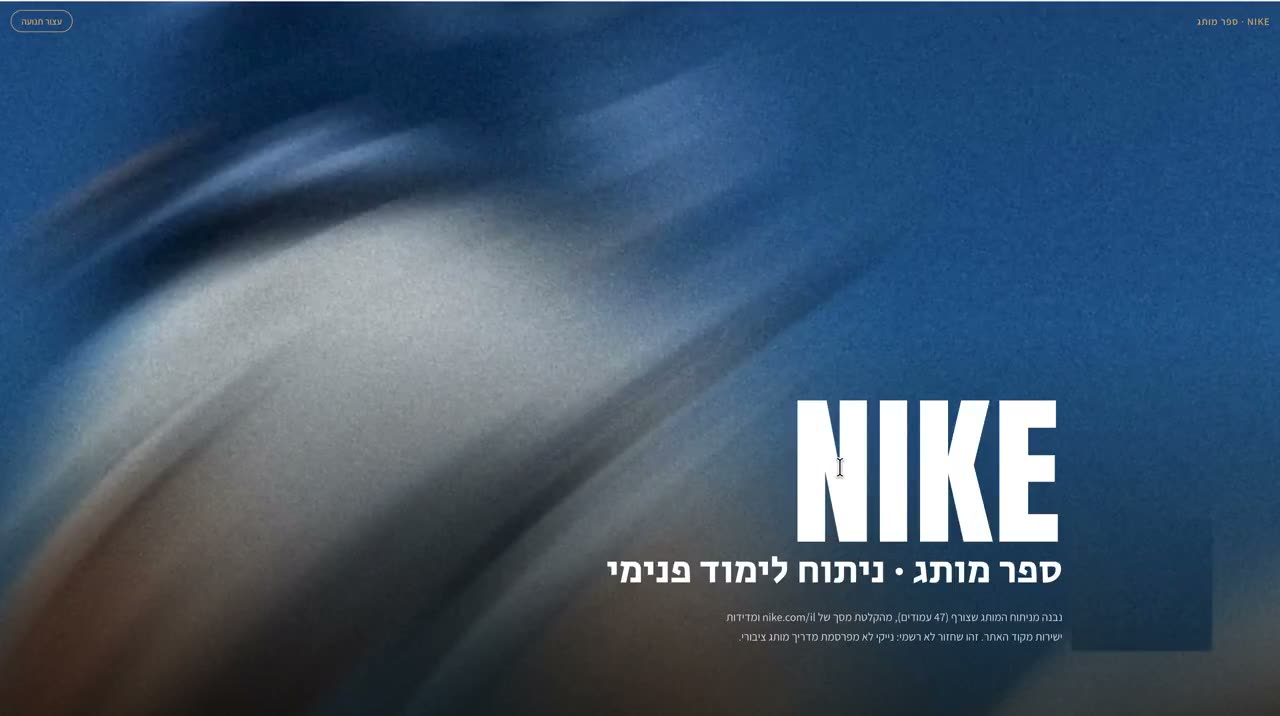 NIKE · ספר מותג
עצור תנועה
NIKE
ספר מותג · ניתוח לימוד פנימי
נבנה מניתוח המותג שצורף (47 עמודים), מהקלטת מסך של nike.com/il ומדידות
ישירות מקוד האתר. זהו שחזור לא רשמי: נייקי לא מפרסמת מדריך מותג ציבורי.